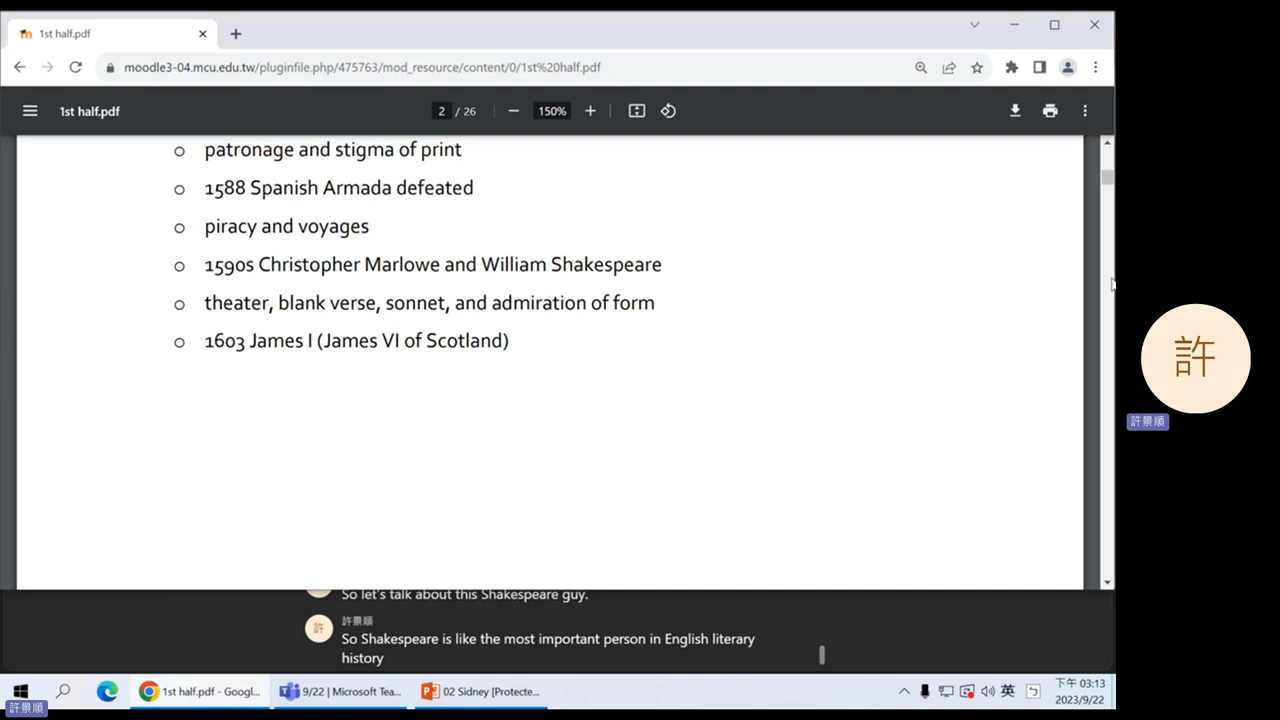 1st half.pdf
moodle3-04.mcu.edu.tw/pluginfile.php/475763/mod_resource/content/0/1st%20half.pdf
1st half.pdf
2 / 26
150%
patronage and stigma of print
1588 Spanish Armada defeated
piracy and voyages
1590s Christopher Marlowe and William Shakespeare
theater, blank verse, sonnet, and admiration of form
1603 James I (James VI of Scotland)
許
許景順
So let's talk about this Shakespeare guy.
許
許景順
So Shakespeare is like the most important person in English literary
history
1st half.pdf - Googl...
9/22 | Microsoft Tea...
02 Sidney [Protecte...
英
下午 03:13
2023/9/22
許景順